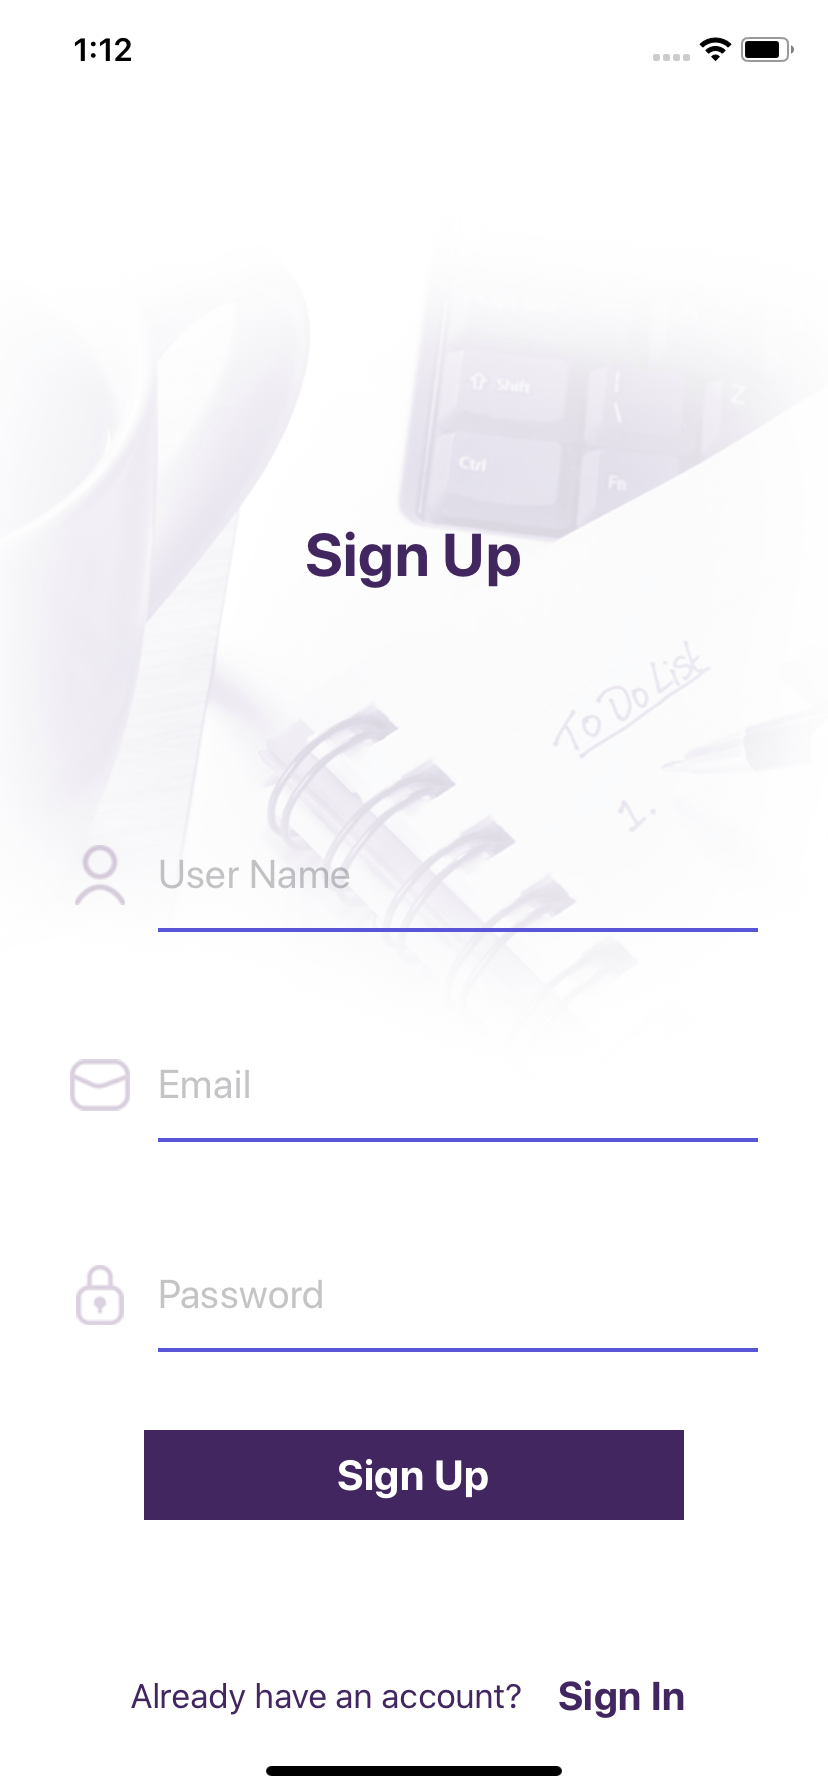 1:12
Shift
Z
Ctrl
Fn
Sign Up
To Do List
1.
User Name
Email
Password
Sign Up
Already have an account? Sign In